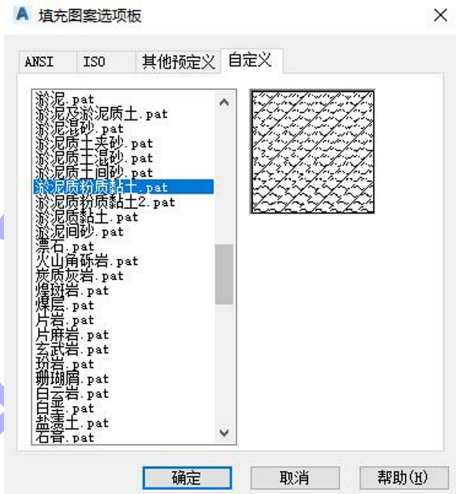 填充图案选项板
ANSI ISO 其他预定义 自定义
淤泥.pat
淤泥及淤泥质土.pat
淤泥混砂.pat
淤泥质土夹砂.pat
淤泥质土混砂.pat
淤泥质土间砂.pat
淤泥质粉质黏土.pat
淤泥质粉质黏土2.pat
淤泥质黏土.pat
淤泥间砂.pat
漂石.pat
火山角砾岩.pat
炭质灰岩.pat
煌斑岩.pat
煤层.pat
片岩.pat
片麻岩.pat
玄武岩.pat
玢岩.pat
珊瑚屑.pat
白云岩.pat
白垩.pat
盐渍土.pat
石膏.pat
确定 取消 帮助(H)